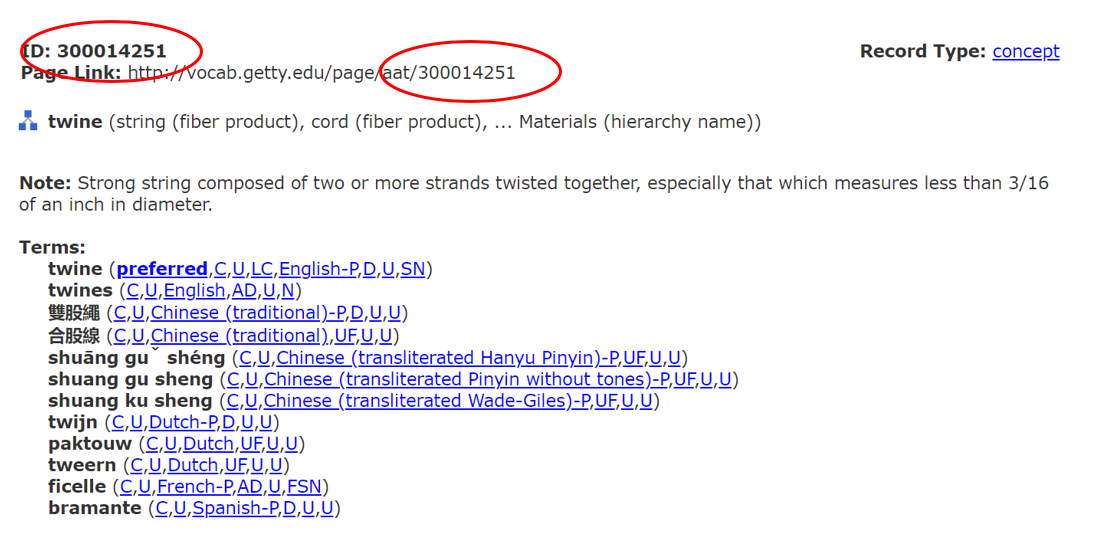 ID: 300014251 Record Type: concept
Page Link: http://vocab.getty.edu/page/aat/300014251
twine (string (fiber product), cord (fiber product), ... Materials (hierarchy name))
Note: Strong string composed of two or more strands twisted together, especially that which measures less than 3/16
of an inch in diameter.
Terms:
twine (preferred,C,U,LC,English-P,D,U,SN)
twines (C,U,English,AD,U,N)
雙股繩 (C,U,Chinese (traditional)-P,D,U,U)
合股線 (C,U,Chinese (traditional),UF,U,U)
shuāng guˇ shéng (C,U,Chinese (transliterated Hanyu Pinyin)-P,UF,U,U)
shuang gu sheng (C,U,Chinese (transliterated Pinyin without tones)-P,UF,U,U)
shuang ku sheng (C,U,Chinese (transliterated Wade-Giles)-P,UF,U,U)
twijn (C,U,Dutch-P,D,U,U)
paktouw (C,U,Dutch,UF,U,U)
tweern (C,U,Dutch,UF,U,U)
ficelle (C,U,French-P,AD,U,FSN)
bramante (C,U,Spanish-P,D,U,U)